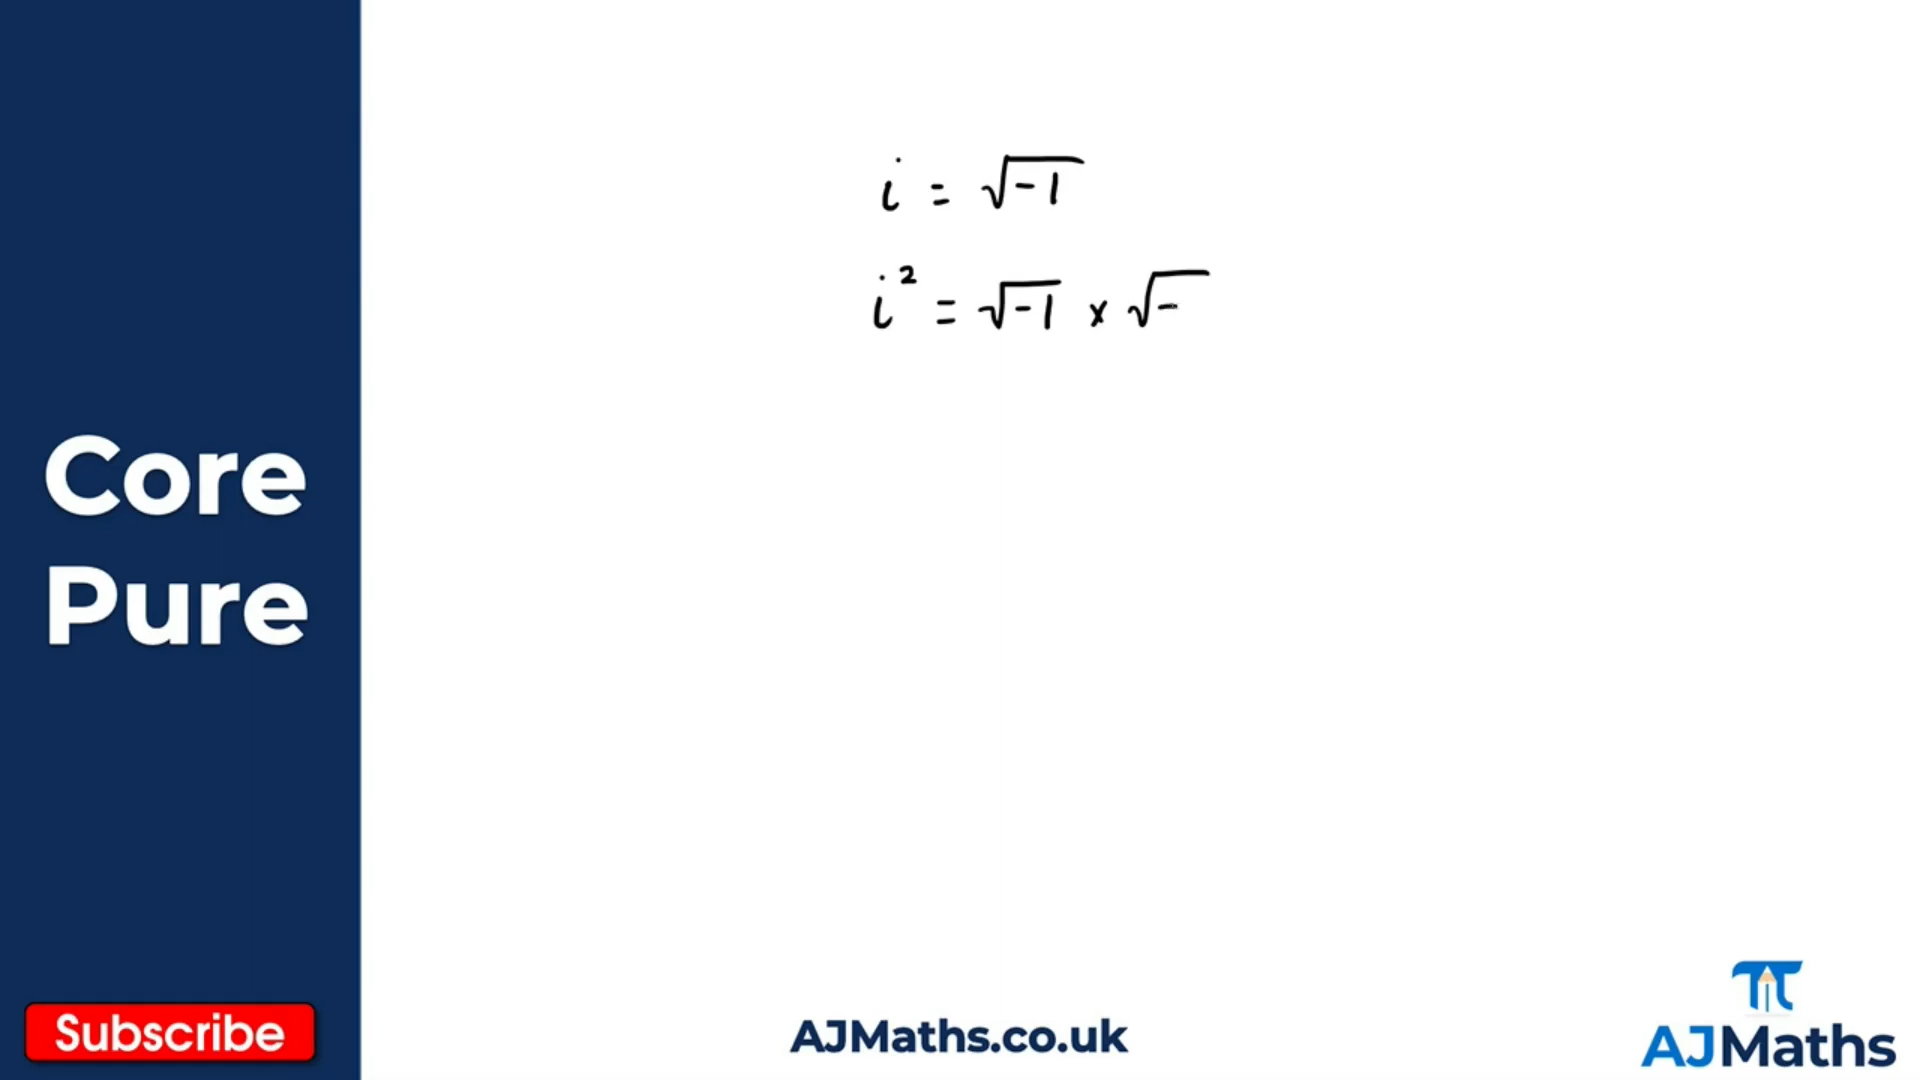 i = √-1
i² = √-1 x √-
Core
Pure
Subscribe
AJMaths.co.uk
AJMaths